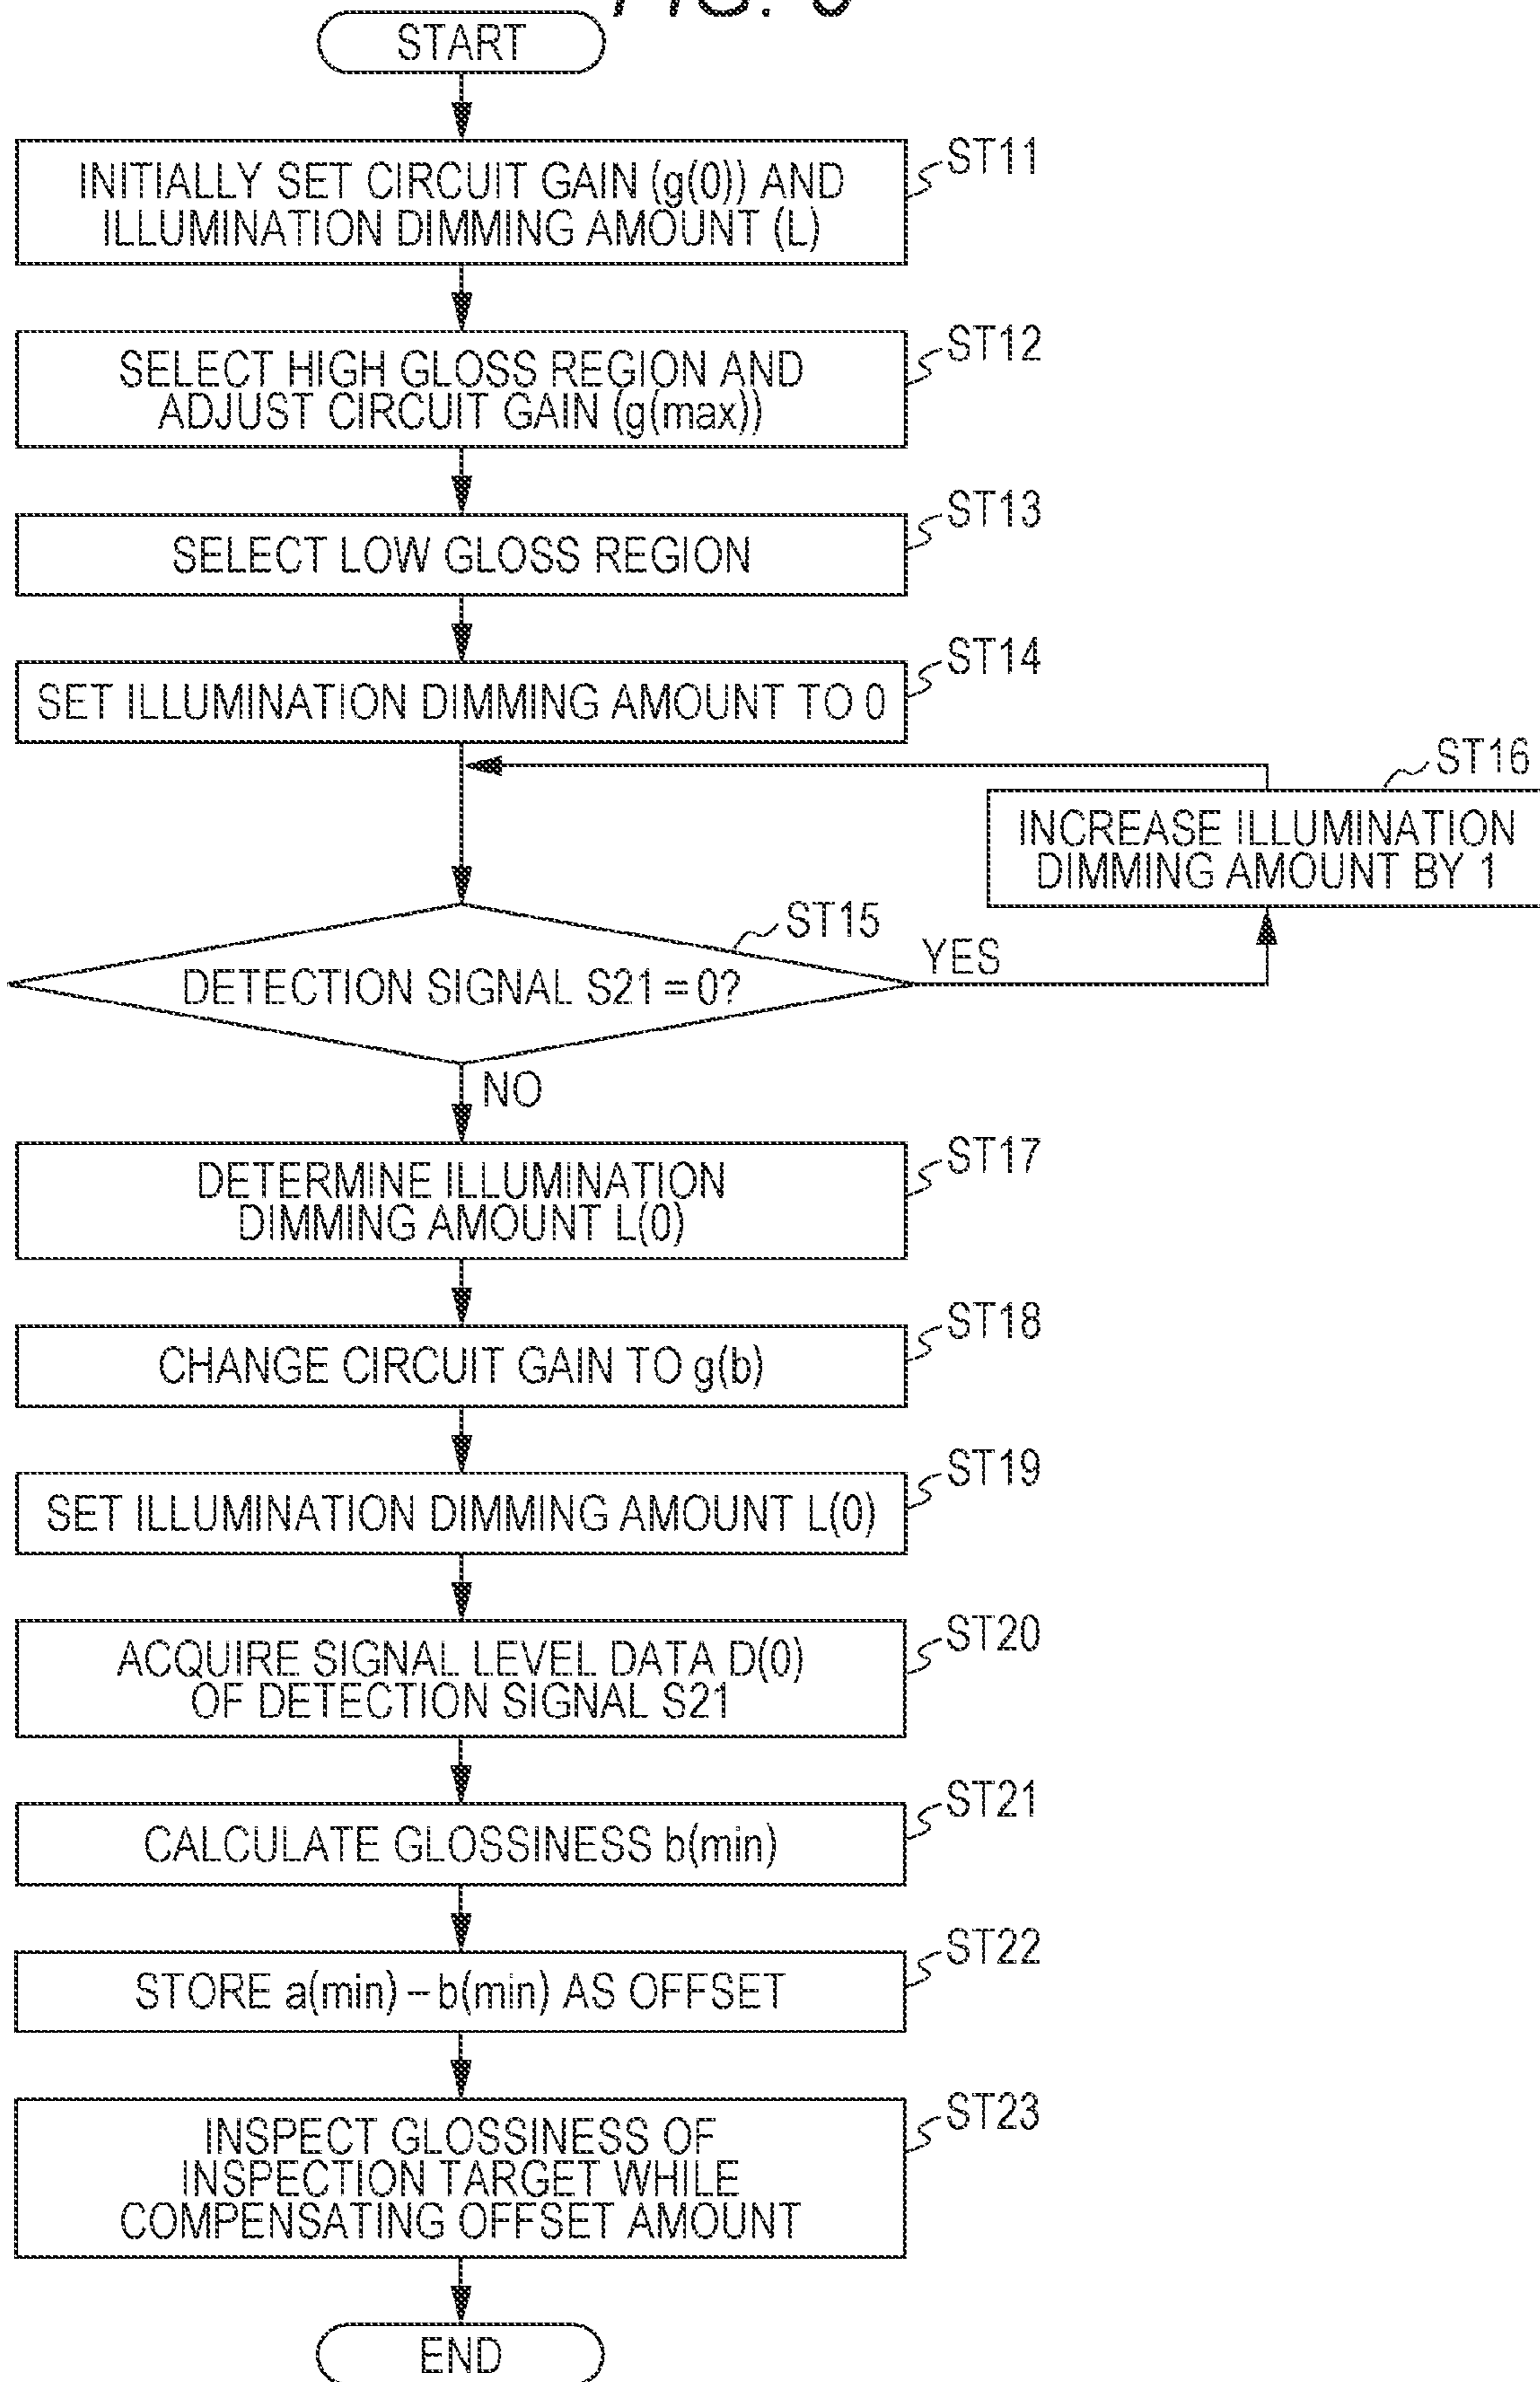 START
INITIALLY SET CIRCUIT GAIN (g(0)) AND
ILLUMINATION DIMMING AMOUNT (L)
ST11
SELECT HIGH GLOSS REGION AND
ADJUST CIRCUIT GAIN (g(max))
ST12
SELECT LOW GLOSS REGION
ST13
SET ILLUMINATION DIMMING AMOUNT TO 0
ST14
INCREASE ILLUMINATION
DIMMING AMOUNT BY 1
ST16
DETECTION SIGNAL S21 = 0?
ST15
YES
NO
DETERMINE ILLUMINATION
DIMMING AMOUNT L(0)
ST17
CHANGE CIRCUIT GAIN TO g(b)
ST18
SET ILLUMINATION DIMMING AMOUNT L(0)
ST19
ACQUIRE SIGNAL LEVEL DATA D(0)
OF DETECTION SIGNAL S21
ST20
CALCULATE GLOSSINESS b(min)
ST21
STORE a(min) – b(min) AS OFFSET
ST22
INSPECT GLOSSINESS OF
INSPECTION TARGET WHILE
COMPENSATING OFFSET AMOUNT
ST23
END